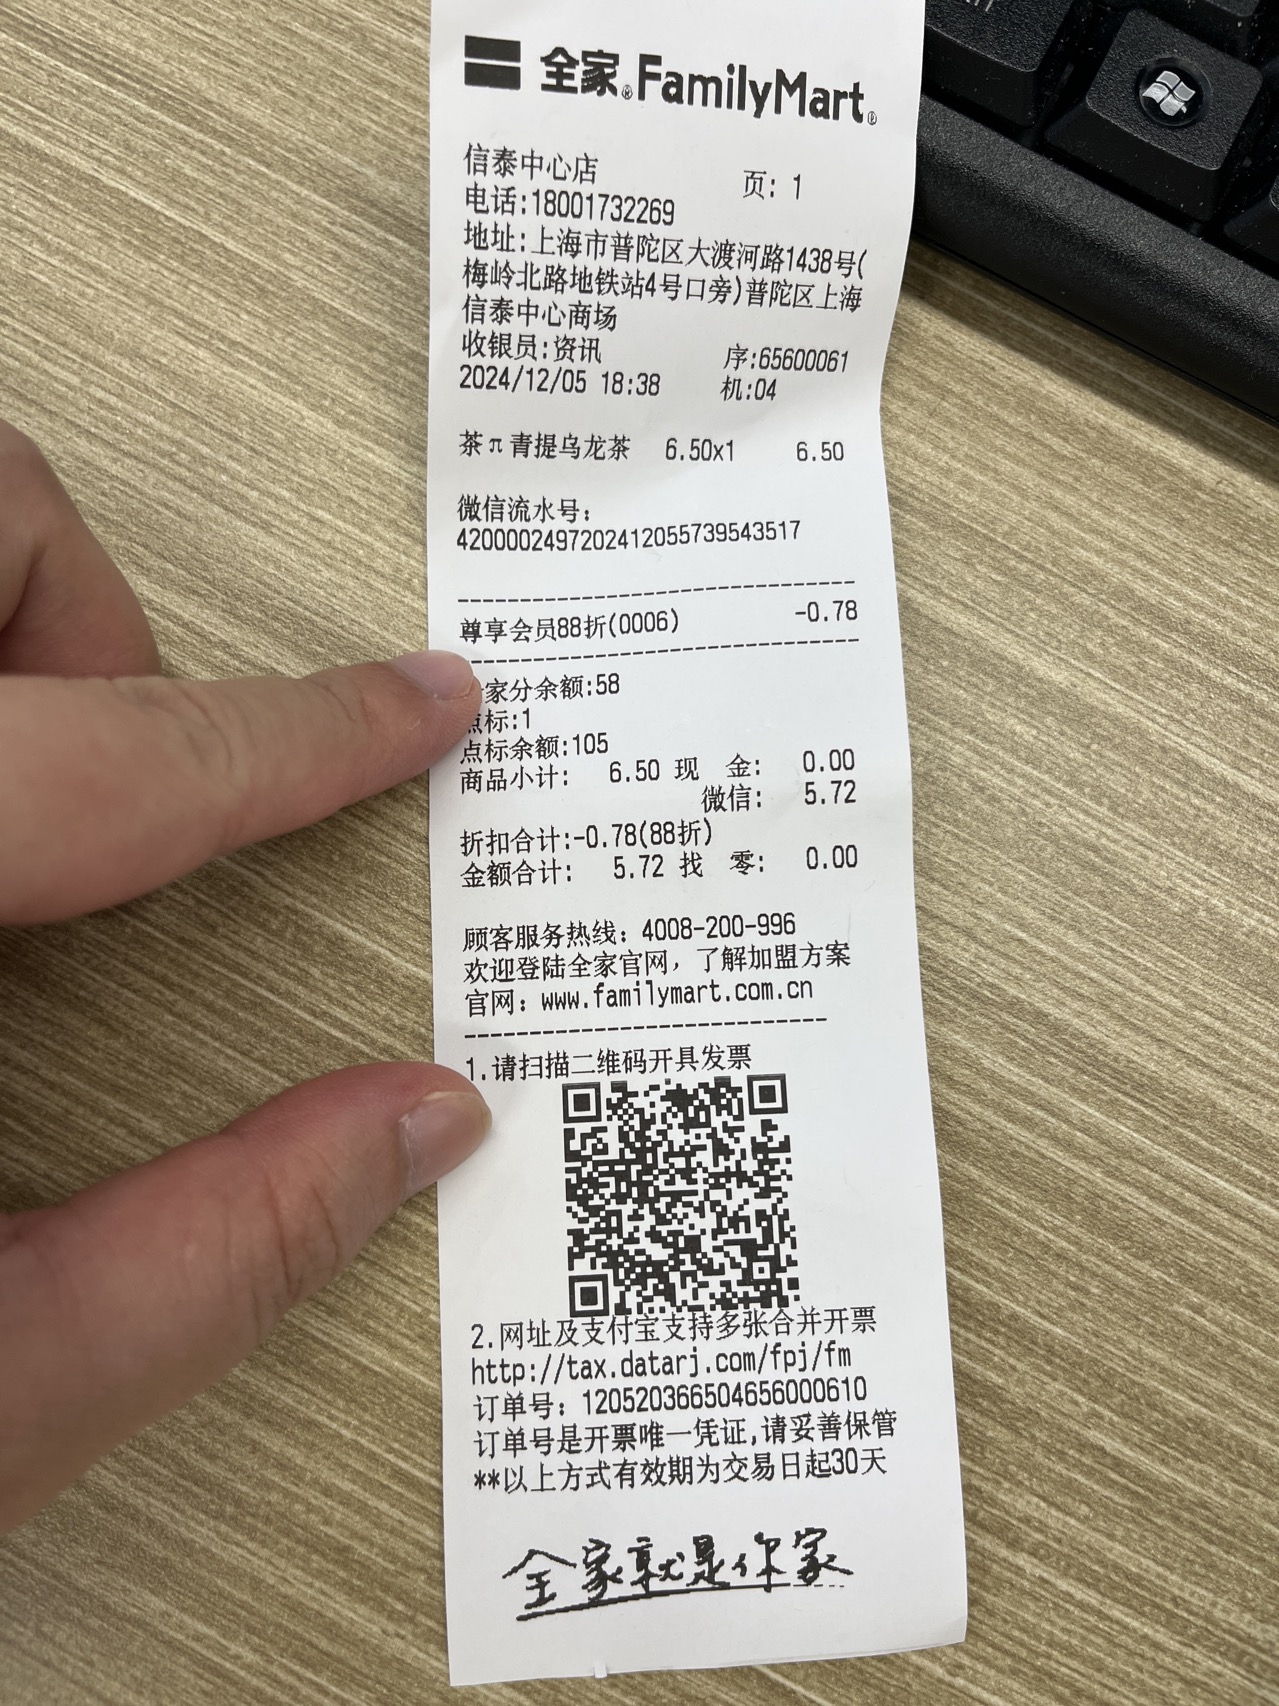 全家®FamilyMart®
信泰中心店 页: 1
电话:18001732269
地址:上海市普陀区大渡河路1438号(
梅岭北路地铁站4号口旁)普陀区上海
信泰中心商场
收银员:资讯 序:65600061
2024/12/05 18:38 机:04
茶π青提乌龙茶 6.50x1 6.50
微信流水号:
4200002497202412055739543517
尊享会员88折(0006) -0.78
家分余额:58
点标:1
点标余额:105
商品小计: 6.50 现 金: 0.00
微信: 5.72
折扣合计:-0.78(88折)
金额合计: 5.72 找 零: 0.00
顾客服务热线: 4008-200-996
欢迎登陆全家官网, 了解加盟方案
官网: www.familymart.com.cn
1.请扫描二维码开具发票
2.网址及支付宝支持多张合并开票
http://tax.datarj.com/fpj/fm
订单号: 120520366504656000610
订单号是开票唯一凭证,请妥善保管
**以上方式有效期为交易日起30天
全家就是你家